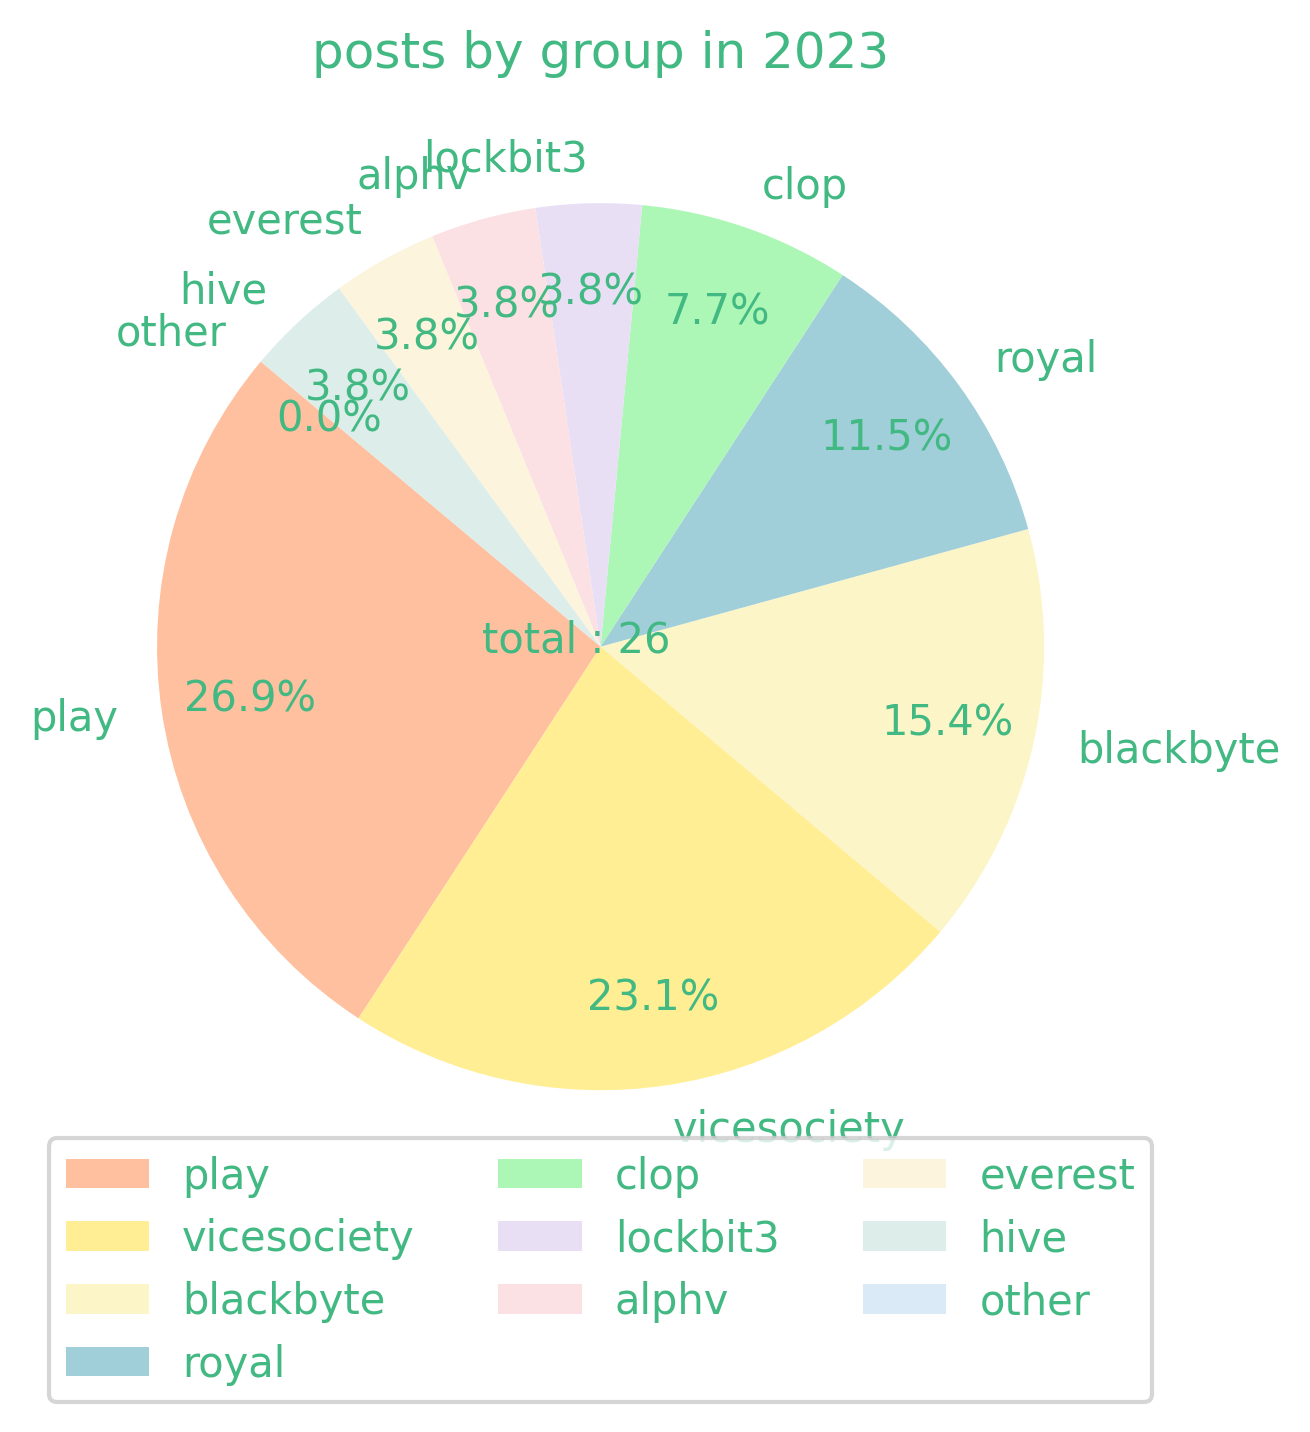 posts by group in 2023
lockbit3
alphv
clop
everest
hive
other
royal
3.8%
3.8%
7.7%
3.8%
3.8%
0.0%
11.5%
total : 26
26.9%
play
15.4%
blackbyte
23.1%
vicesociety
play
vicesociety
blackbyte
royal
clop
lockbit3
alphv
everest
hive
other